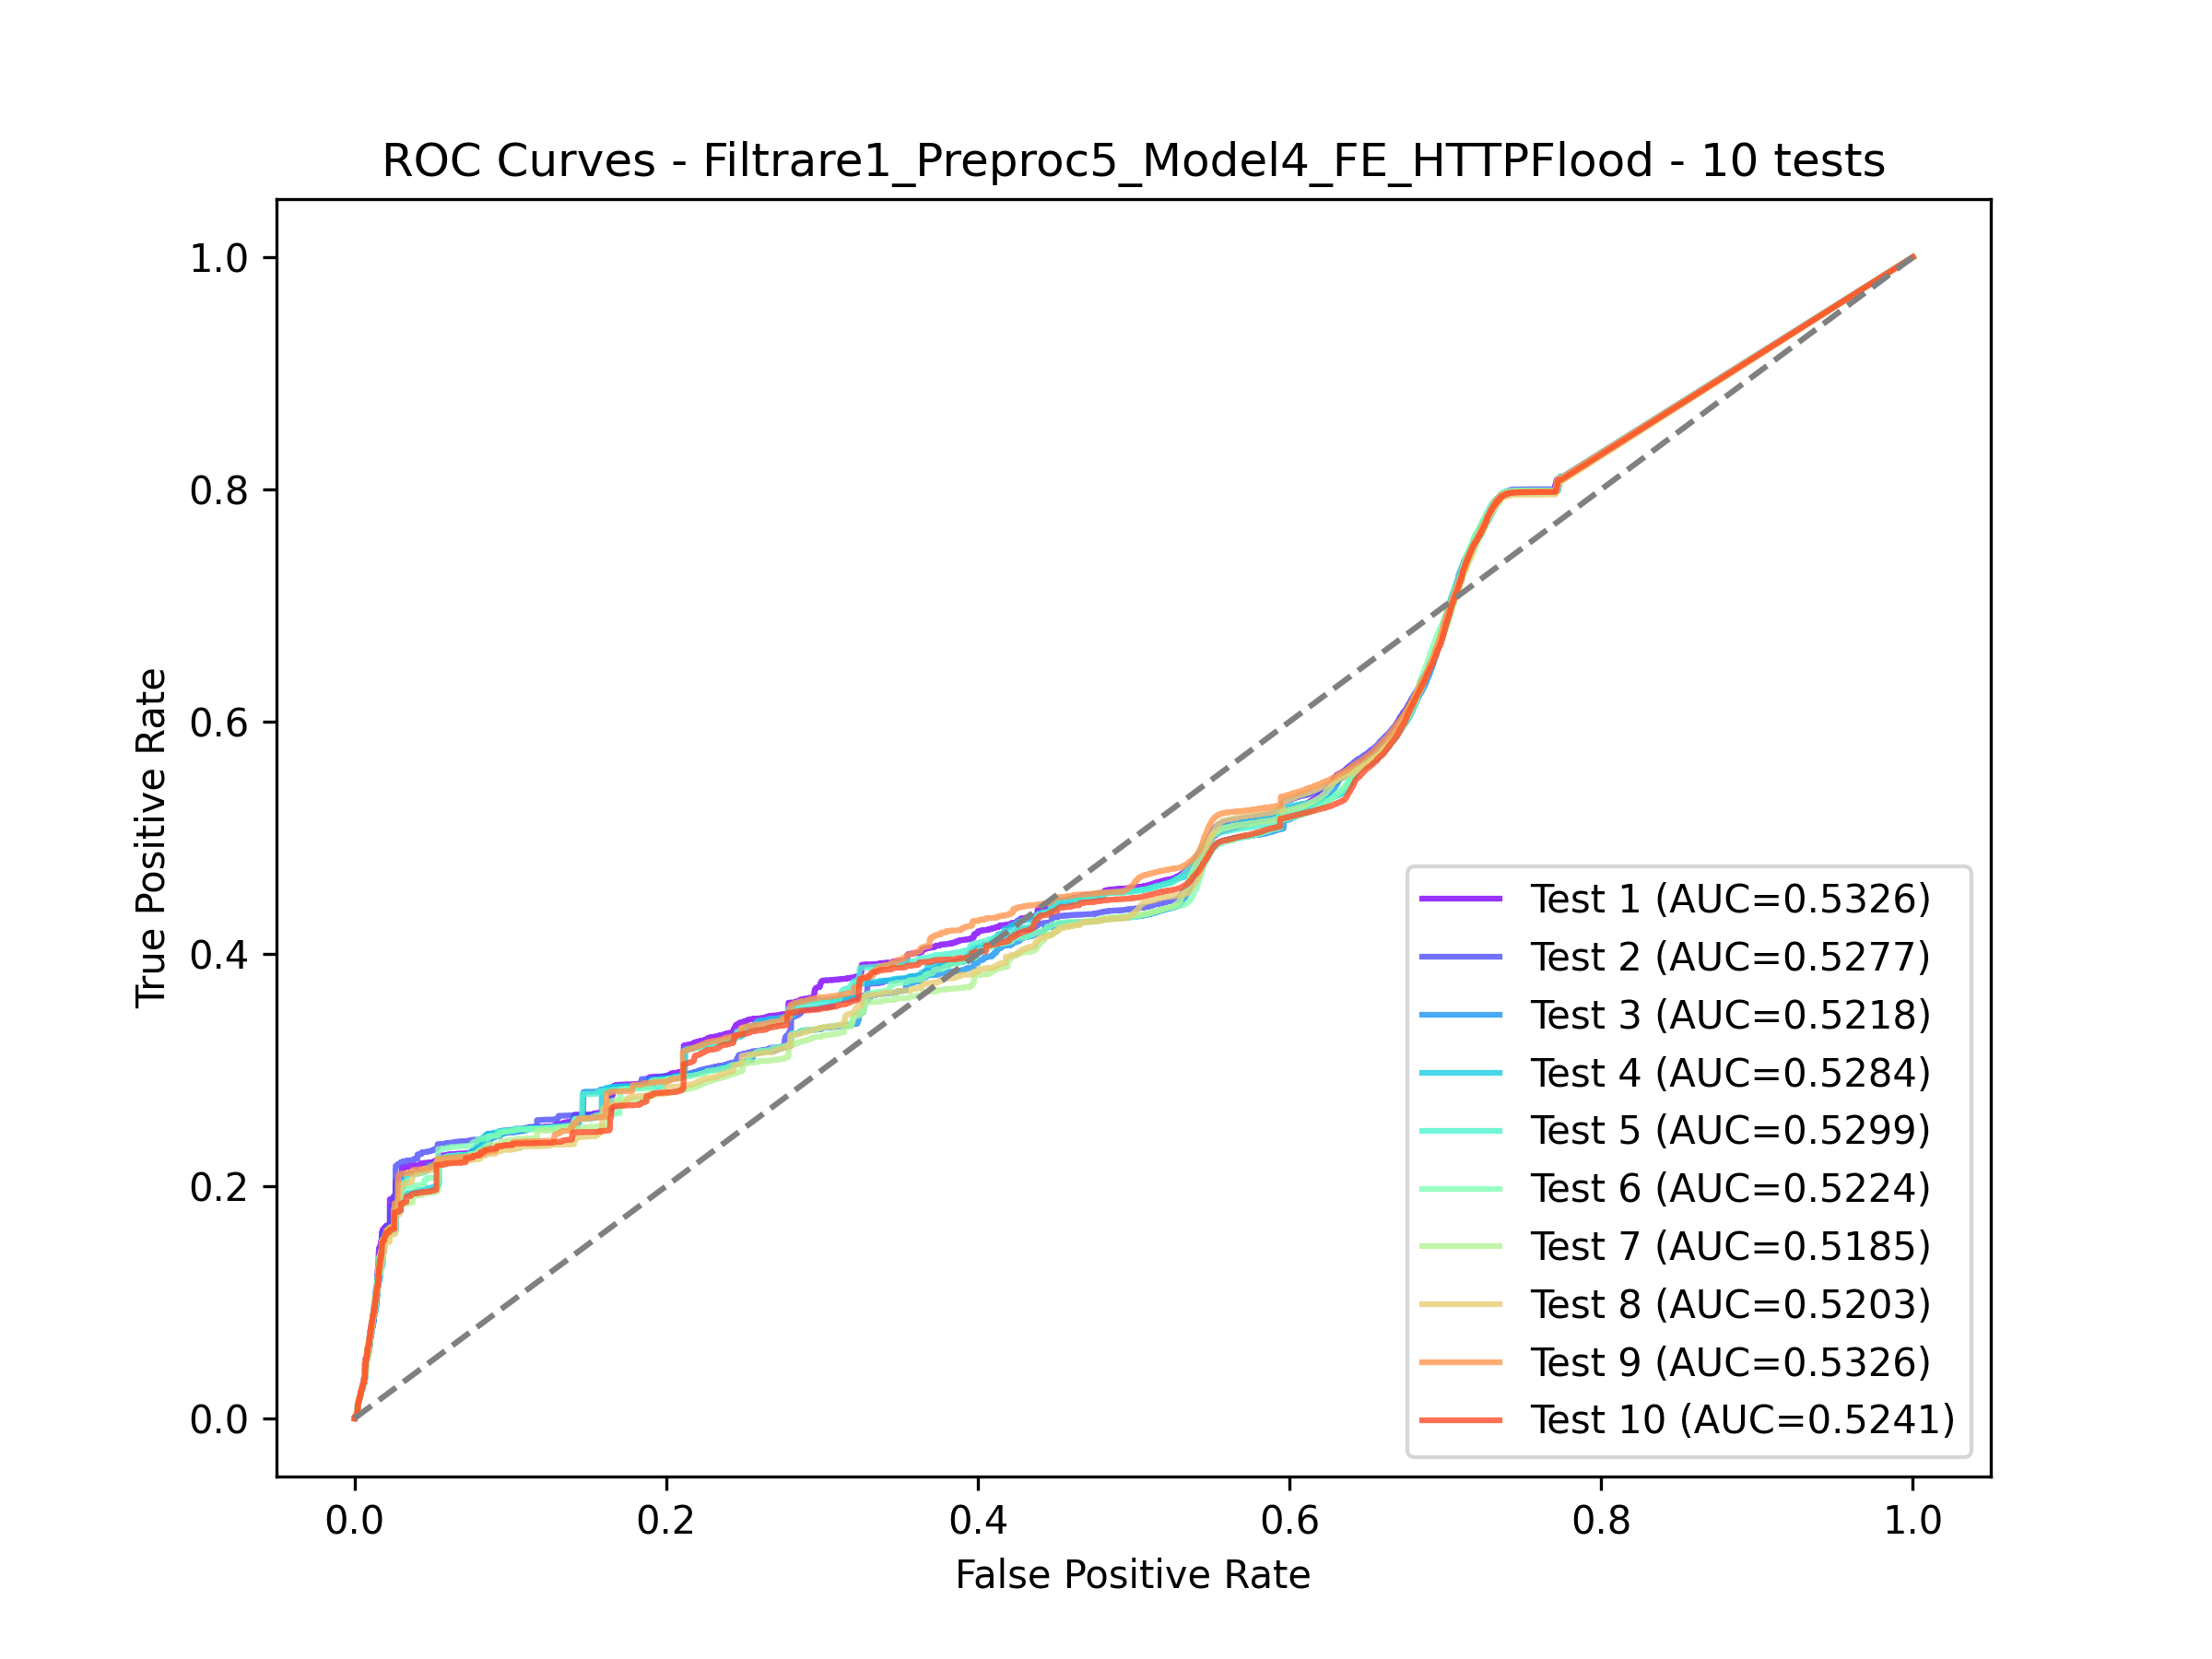 ROC Curves - Filtrare1_Preproc5_Model4_FE_HTTPFlood - 10 tests
True Positive Rate
1.0
0.8
0.6
0.4
0.2
0.0
Test 1 (AUC=0.5326)
Test 2 (AUC=0.5277)
Test 3 (AUC=0.5218)
Test 4 (AUC=0.5284)
Test 5 (AUC=0.5299)
Test 6 (AUC=0.5224)
Test 7 (AUC=0.5185)
Test 8 (AUC=0.5203)
Test 9 (AUC=0.5326)
Test 10 (AUC=0.5241)
0.0 0.2 0.4 0.6 0.8 1.0
False Positive Rate